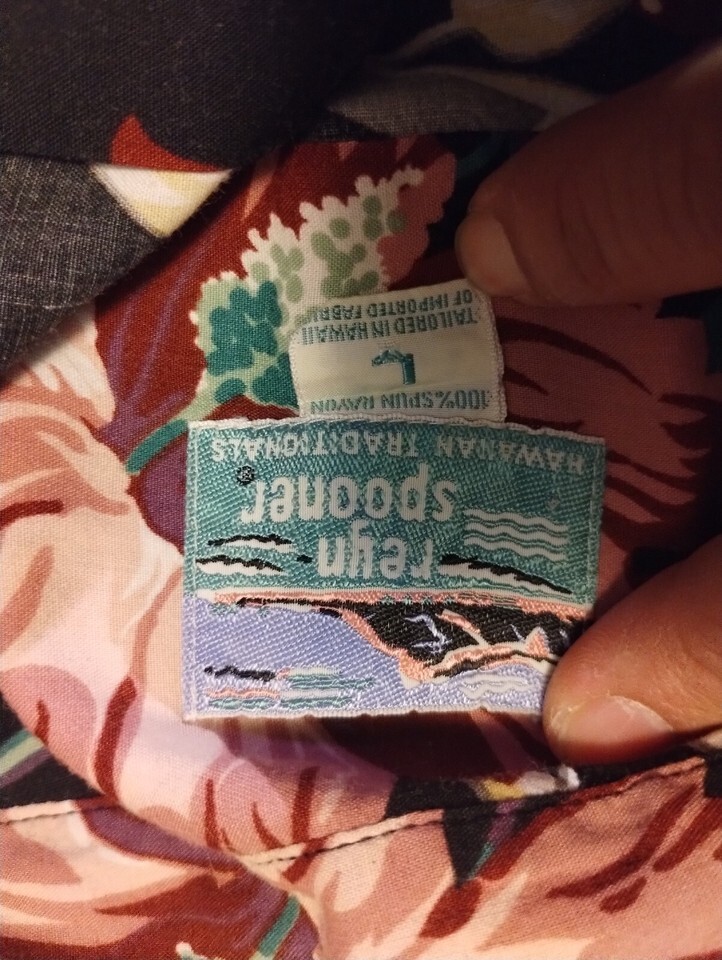 reyn
spooner®
HAWAIIAN TRADITIONALS
100% SPUN RAYON
L
TAILORED IN HAWAII
OF IMPORTED FABRIC